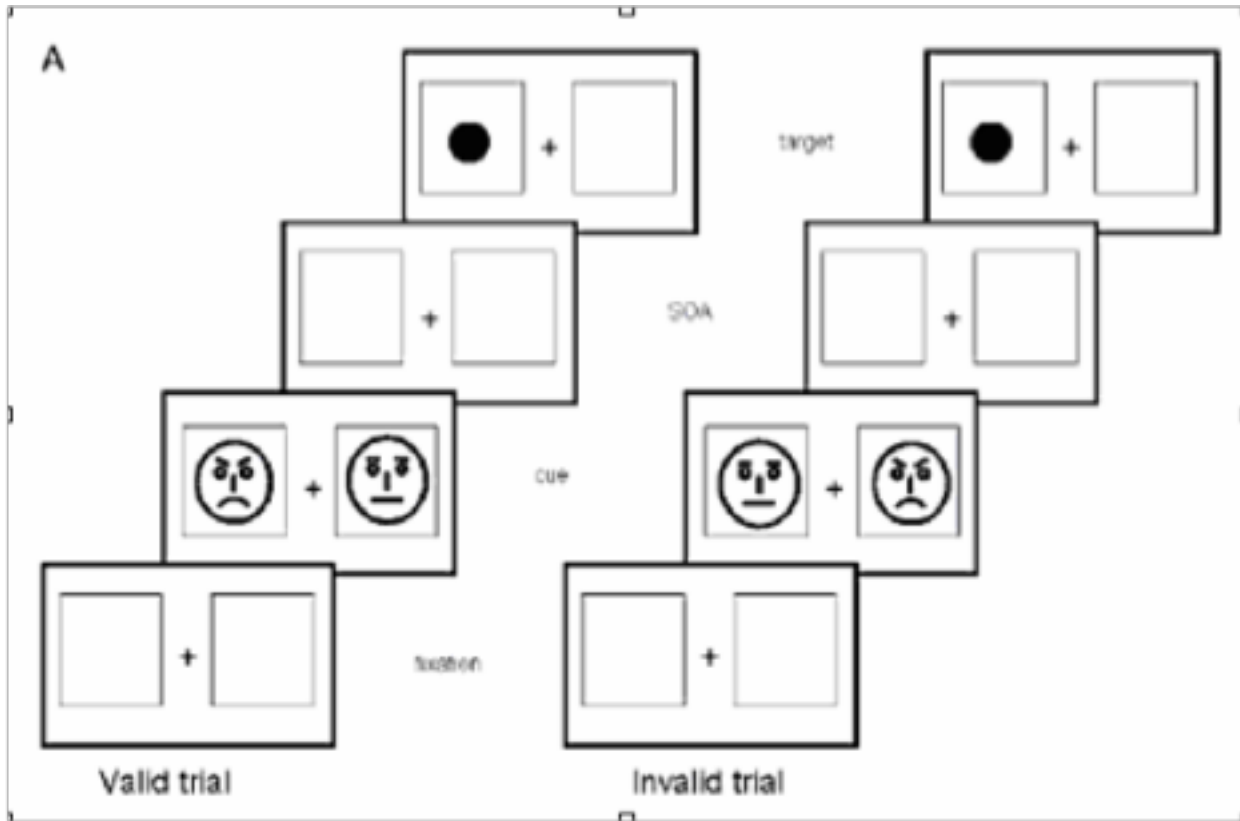 A
target
SOA
cue
fixation
Valid trial
Invalid trial